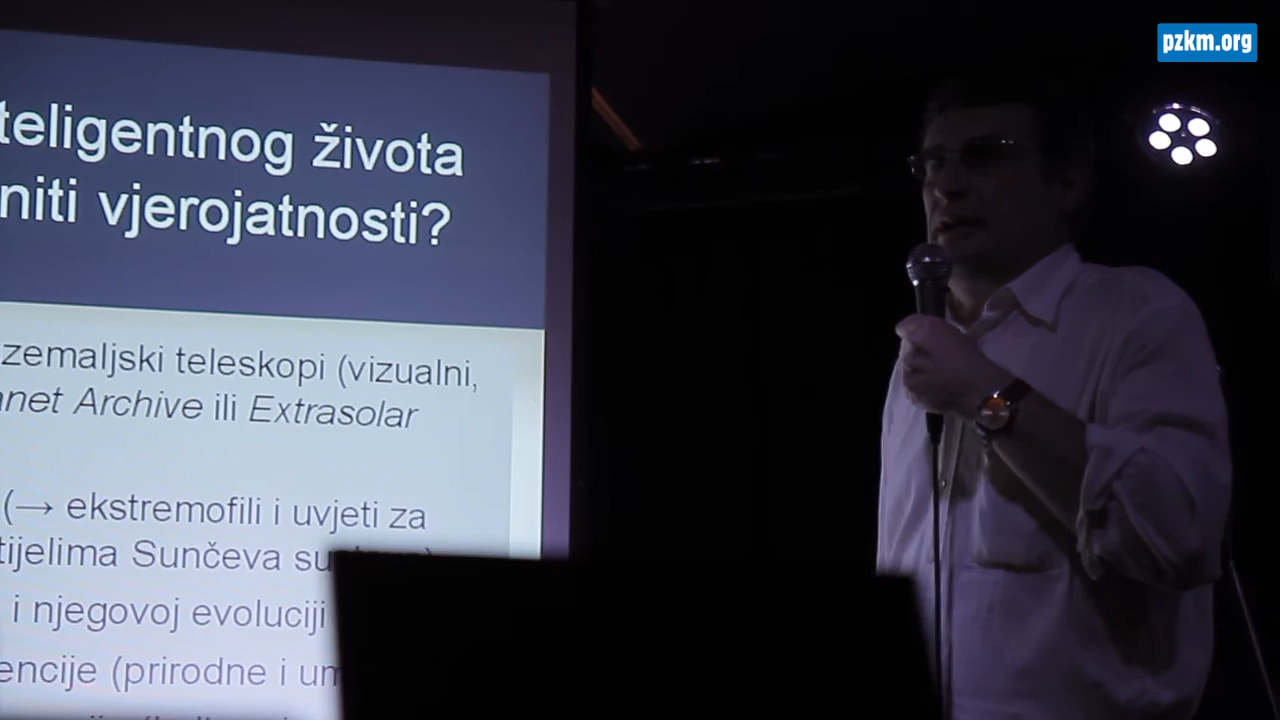 pzkm.org
teligentnog života
niti vjerojatnosti?
zemaljski teleskopi (vizualni,
net Archive ili Extrasolar
(→ ekstremofili i uvjeti za
tijelima Sunčeva
i njegovoj evoluciji
encije (prirodne i um